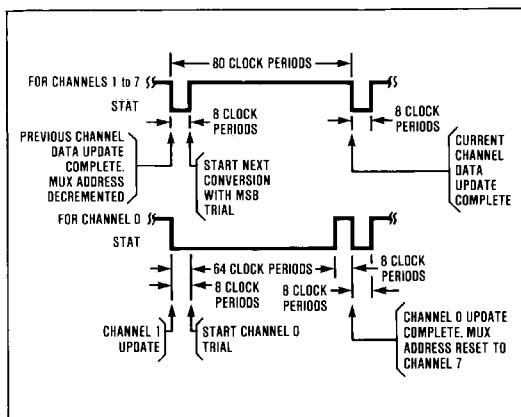 80 CLOCK PERIODS
FOR CHANNELS 1 to 7
STAT
8 CLOCK
PERIODS
8 CLOCK
PERIODS
PREVIOUS CHANNEL
DATA UPDATE
COMPLETE.
MUX ADDRESS
DECREMENTED
START NEXT
CONVERSION
WITH MSB
TRIAL
CURRENT
CHANNEL
DATA
UPDATE
COMPLETE
FOR CHANNEL 0
STAT
64 CLOCK PERIODS
8 CLOCK
PERIODS
8 CLOCK
PERIODS
8 CLOCK
PERIODS
CHANNEL 1
UPDATE
START CHANNEL 0
TRIAL
CHANNEL 0 UPDATE
COMPLETE. MUX
ADDRESS RESET TO
CHANNEL 7